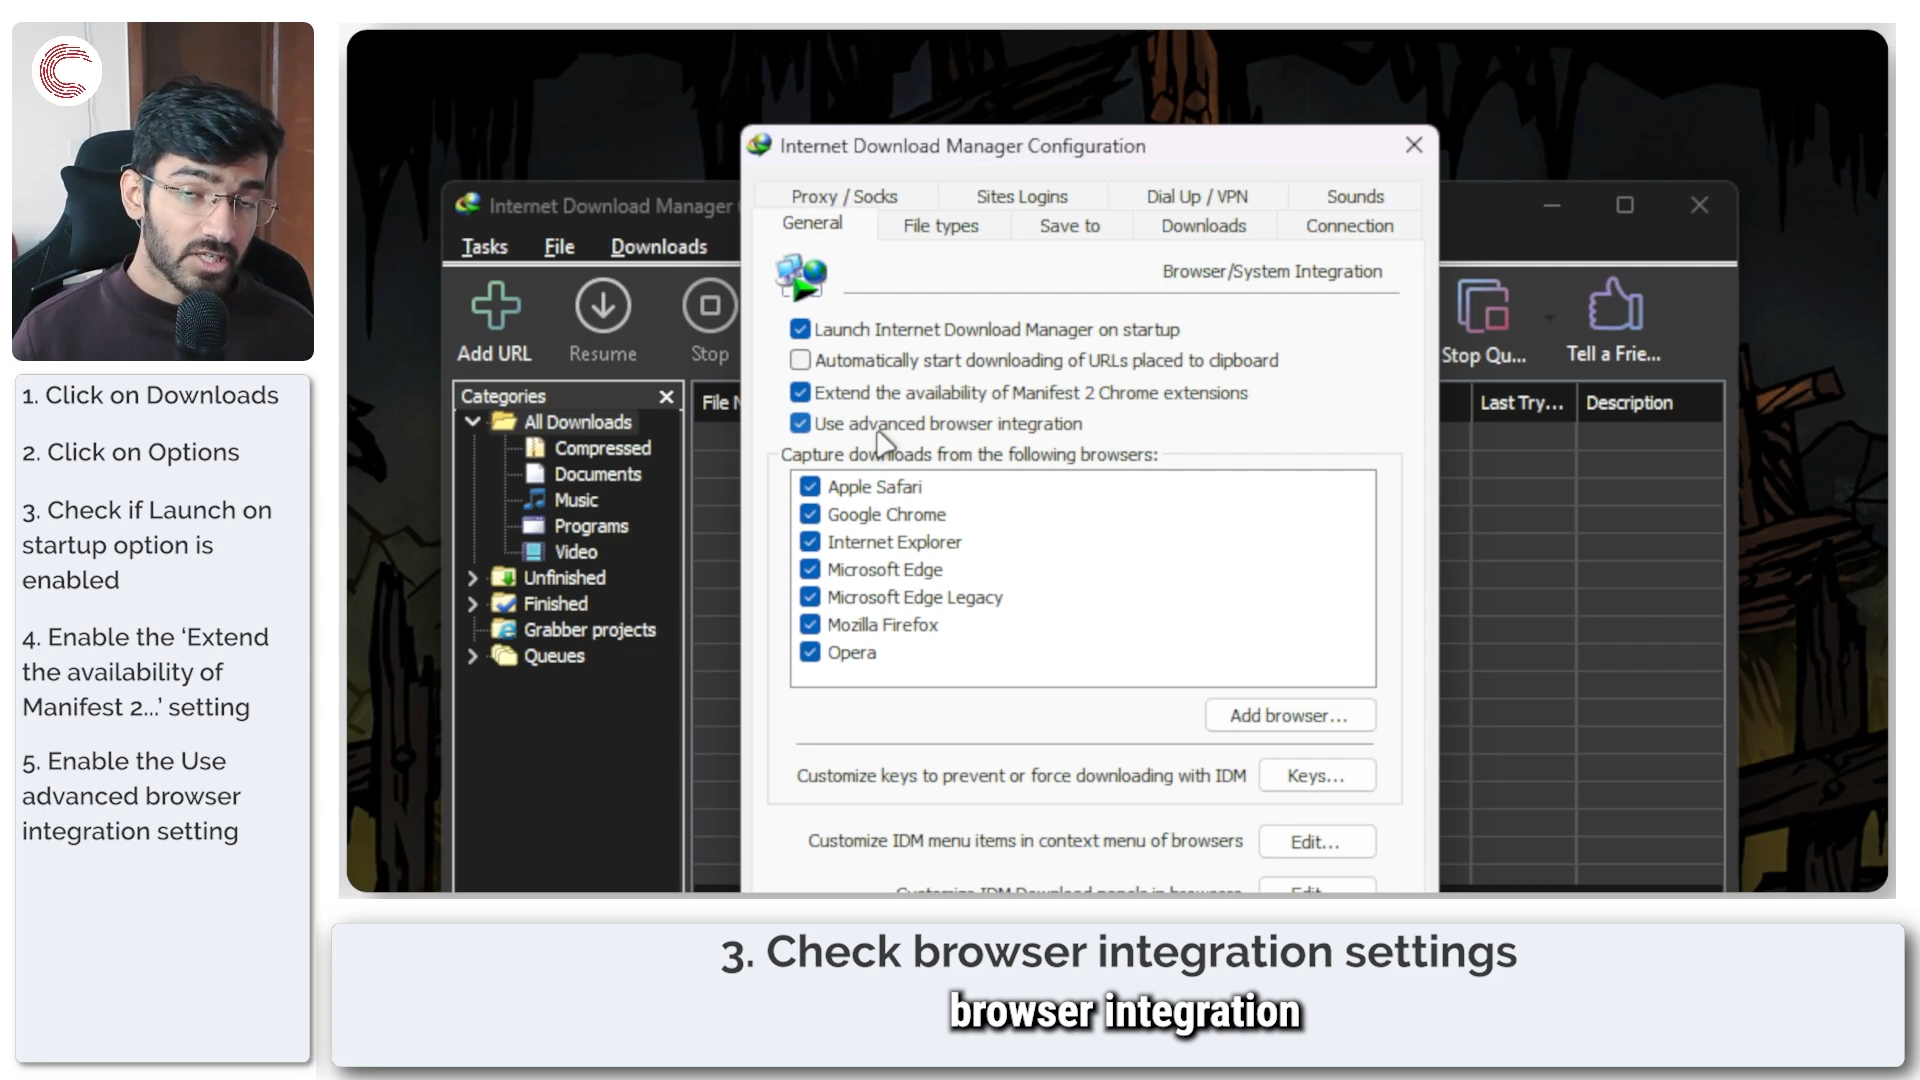 1. Click on Downloads
2. Click on Options
3. Check if Launch on
startup option is
enabled
4. Enable the ‘Extend
the availability of
Manifest 2...’ setting
5. Enable the Use
advanced browser
integration setting
Internet Download Manager
Tasks File Downloads
Add URL Resume Stop
Categories
All Downloads
Compressed
Documents
Music
Programs
Video
Unfinished
Finished
Grabber projects
Queues
File N
Internet Download Manager Configuration
Proxy / Socks Sites Logins Dial Up / VPN Sounds
General File types Save to Downloads Connection
Browser/System Integration
Launch Internet Download Manager on startup
Automatically start downloading of URLs placed to clipboard
Extend the availability of Manifest 2 Chrome extensions
Use advanced browser integration
Capture downloads from the following browsers:
Apple Safari
Google Chrome
Internet Explorer
Microsoft Edge
Microsoft Edge Legacy
Mozilla Firefox
Opera
Add browser...
Customize keys to prevent or force downloading with IDM Keys...
Customize IDM menu items in context menu of browsers Edit...
Customize IDM Download panels in browsers Edit
Stop Qu... Tell a Frie...
Last Try... Description
3. Check browser integration settings
browser integration